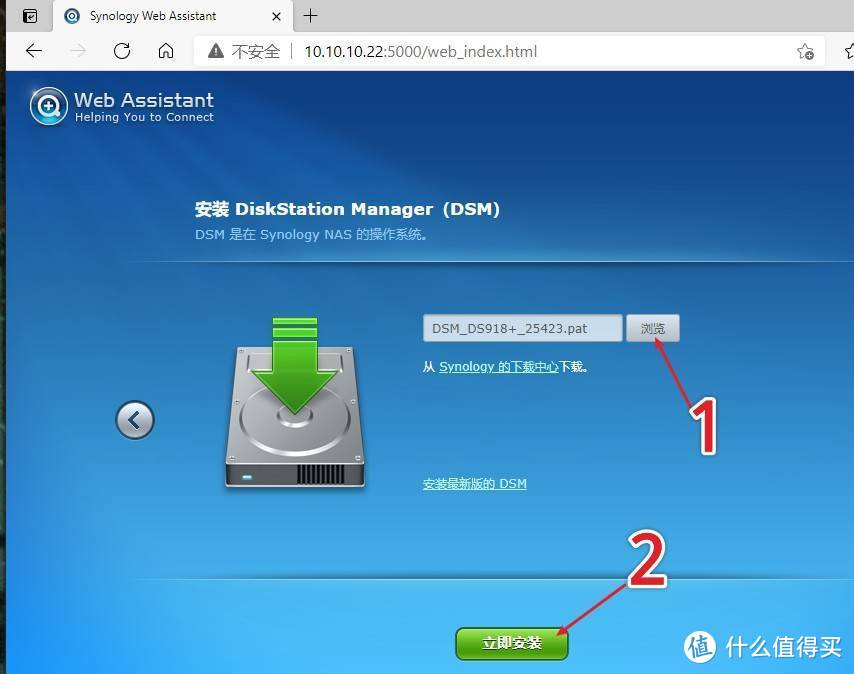 Synology Web Assistant
不安全 10.10.10.22:5000/web_index.html
Web Assistant
Helping You to Connect
安装 DiskStation Manager（DSM）
DSM 是在 Synology NAS 的操作系统。
DSM_DS918+_25423.pat 浏览
从 Synology 的下载中心下载。
1
安装最新版的 DSM
2
立即安装
值 什么值得买